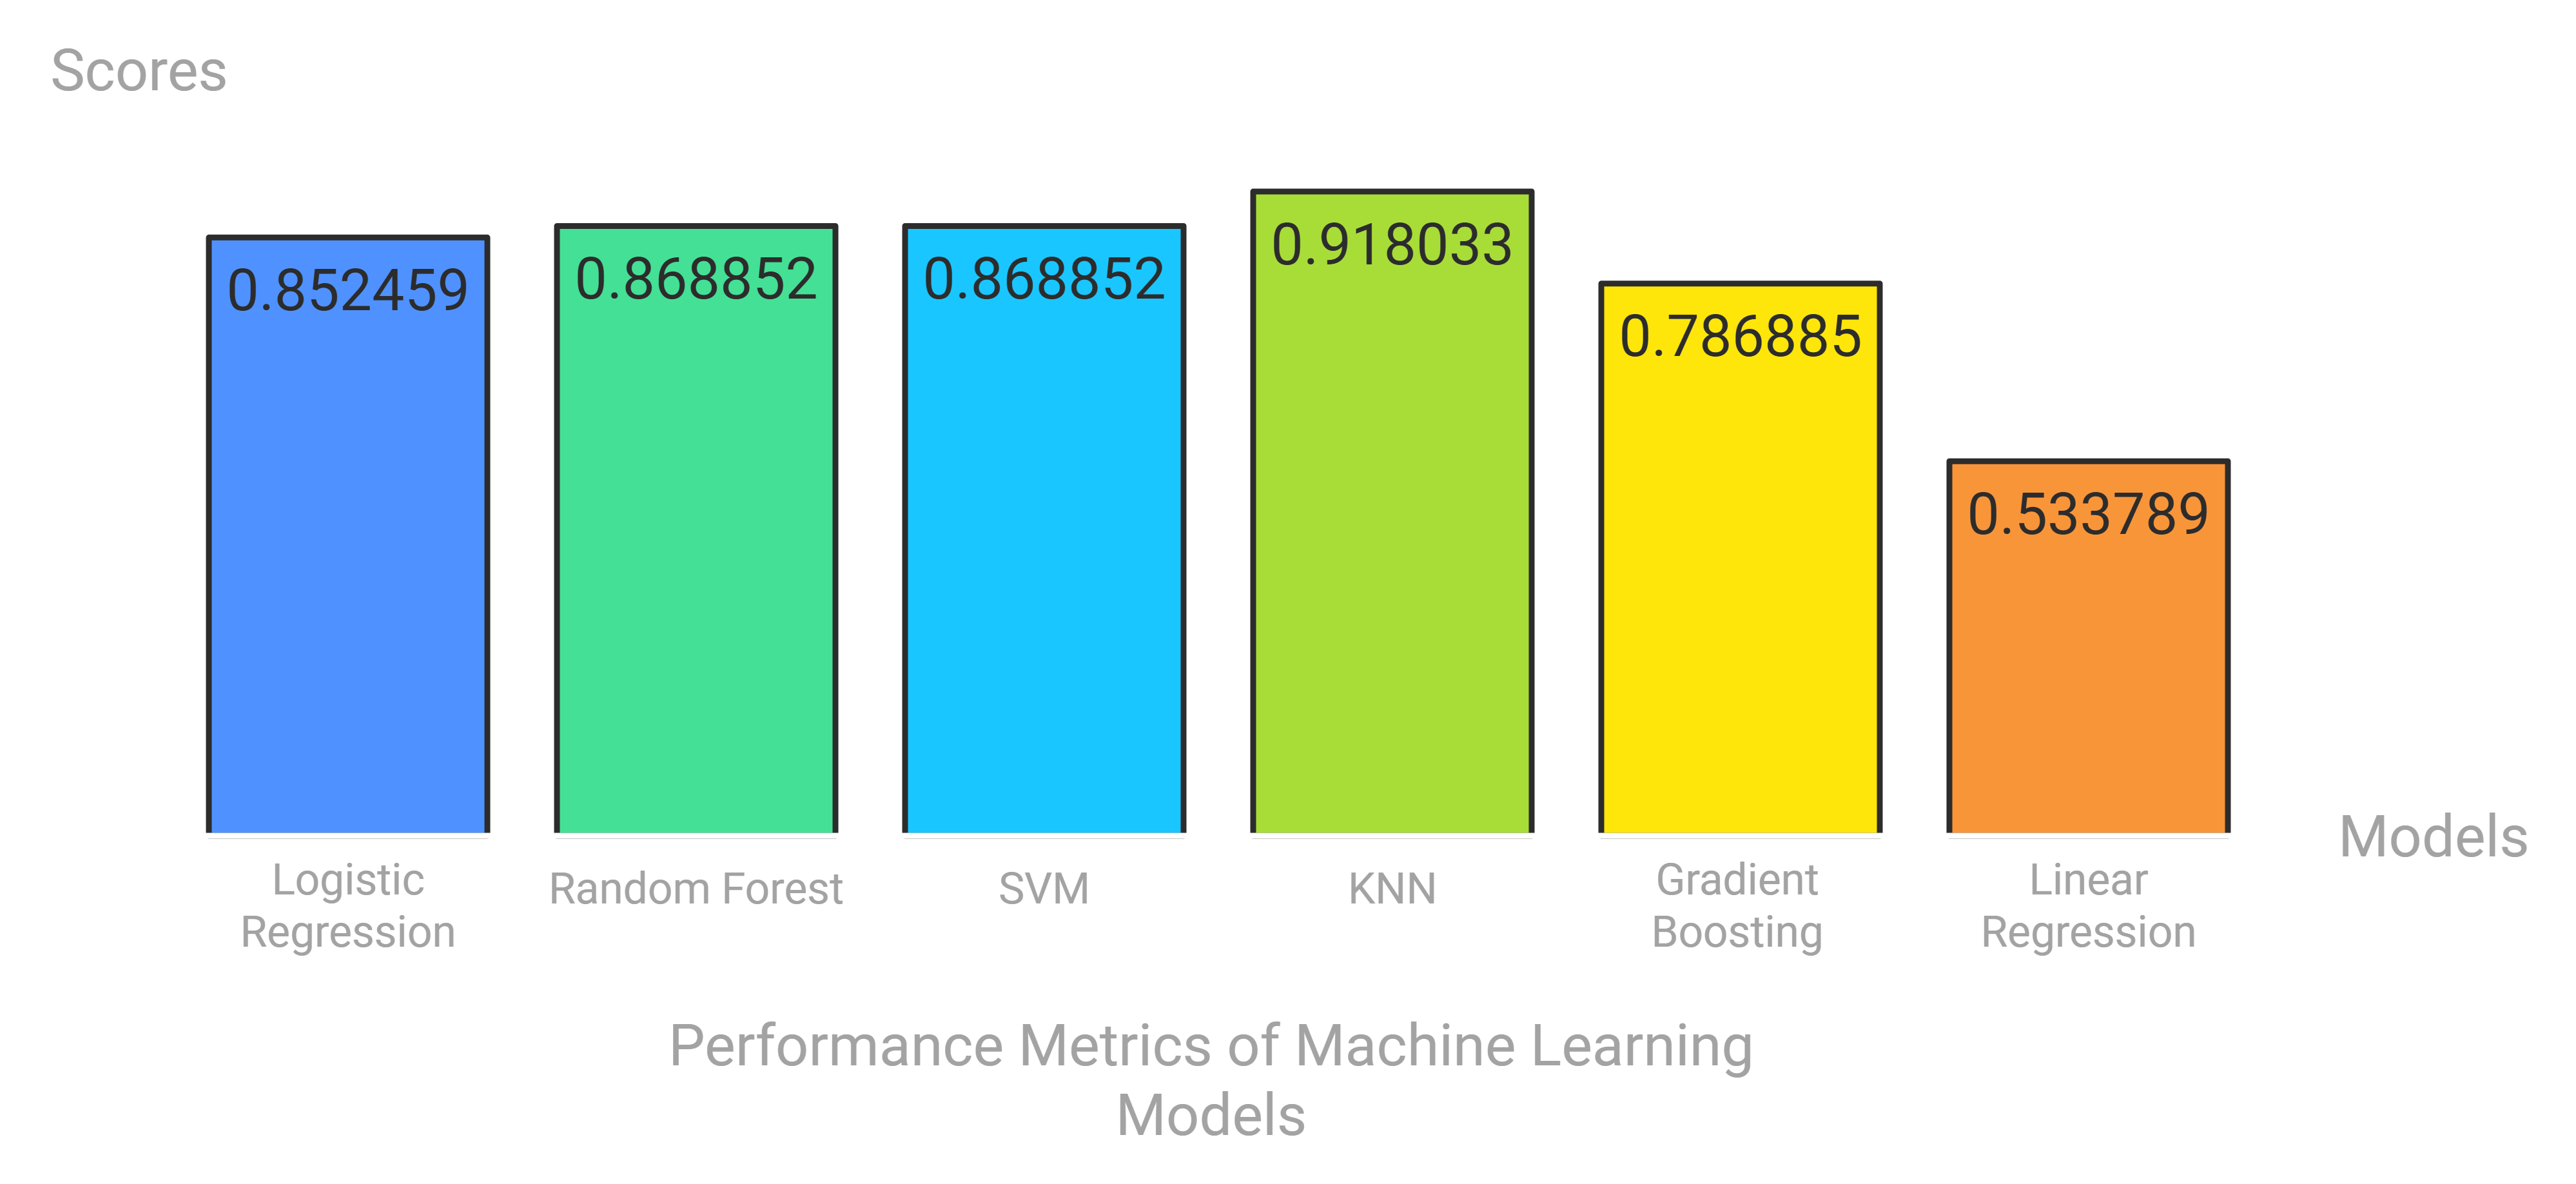 Scores
0.852459
0.868852
0.868852
0.918033
0.786885
0.533789
Models
Logistic
Regression
Random Forest
SVM
KNN
Gradient
Boosting
Linear
Regression
Performance Metrics of Machine Learning
Models